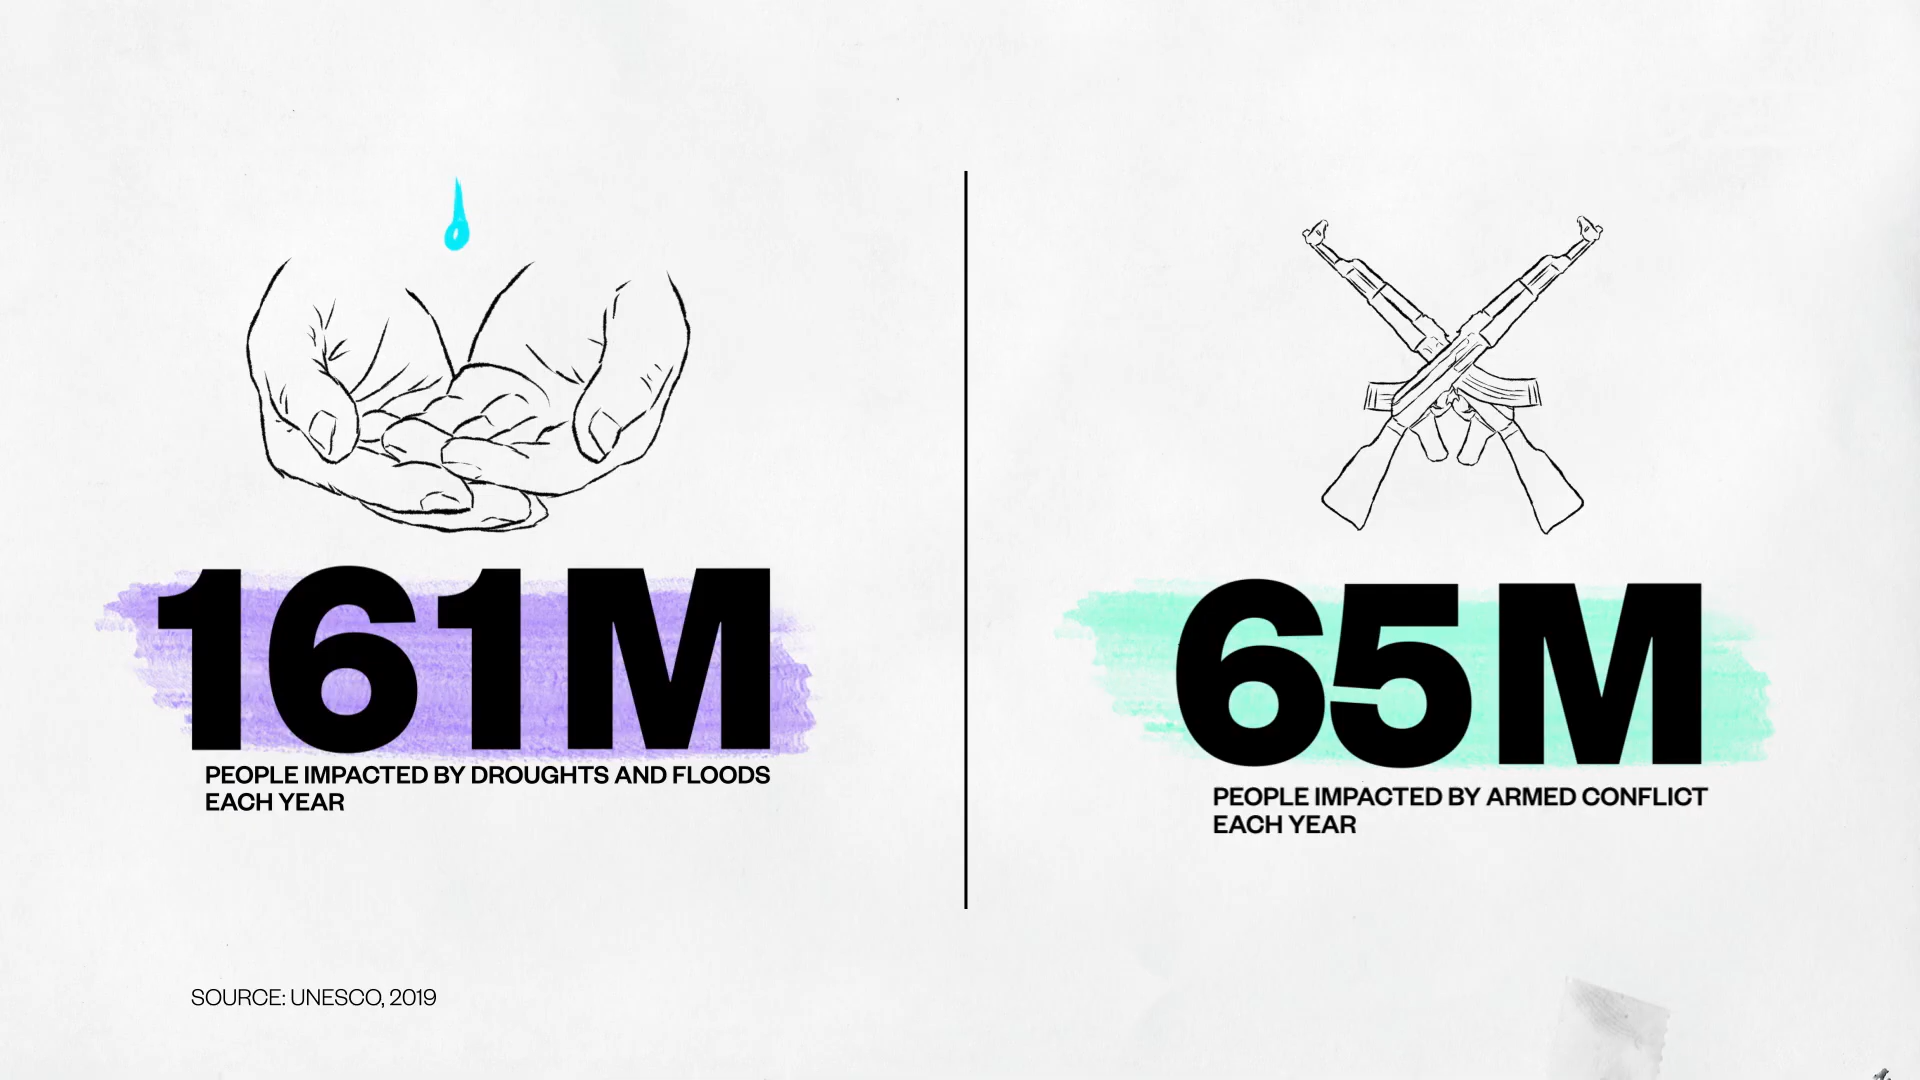 161M
PEOPLE IMPACTED BY DROUGHTS AND FLOODS
EACH YEAR
65M
PEOPLE IMPACTED BY ARMED CONFLICT
EACH YEAR
SOURCE: UNESCO, 2019